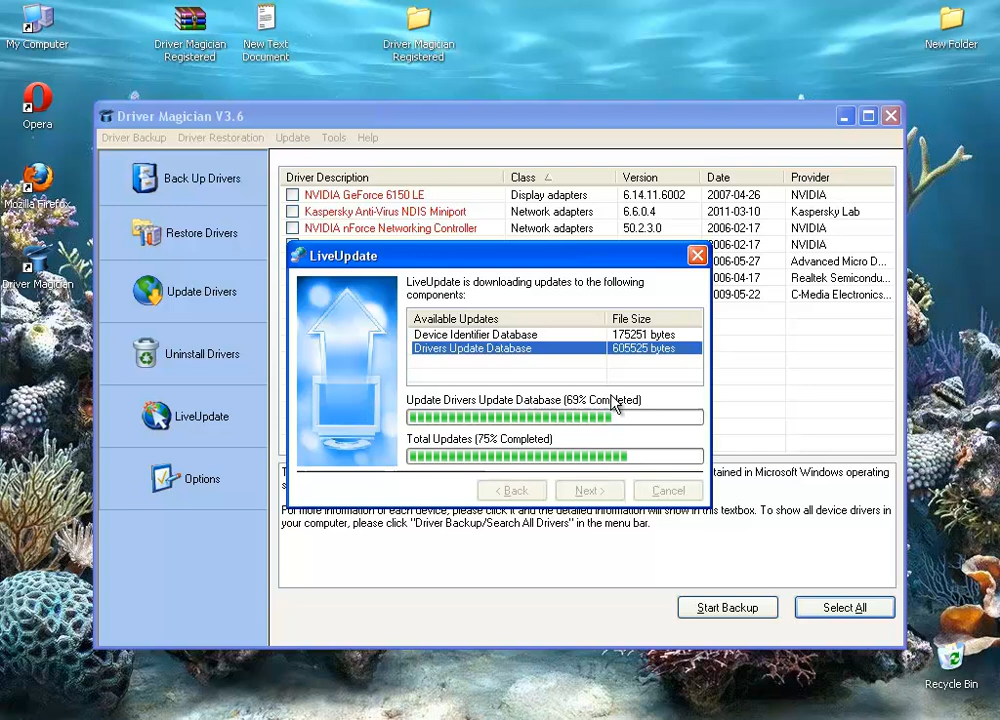 My Computer
Driver Magician
Registered
New Text
Document
Driver Magician
Registered
New Folder
Opera
Mozilla Firefox
Driver Magician
Driver Magician V3.6
Driver Backup Driver Restoration Update Tools Help
Back Up Drivers
Restore Drivers
Update Drivers
Uninstall Drivers
LiveUpdate
Options
Driver Description Class Version Date Provider
NVIDIA GeForce 6150 LE Display adapters 6.14.11.6002 2007-04-26 NVIDIA
Kaspersky Anti-Virus NDIS Miniport Network adapters 6.6.0.4 2011-03-10 Kaspersky Lab
NVIDIA nForce Networking Controller Network adapters 50.2.3.0 2006-02-17 NVIDIA
2006-02-17 NVIDIA
2006-05-27 Advanced Micro D...
2006-04-17 Realtek Semicondu...
2009-05-22 C-Media Electronics...
LiveUpdate
LiveUpdate is downloading updates to the following
components:
Available Updates File Size
Device Identifier Database 175251 bytes
Drivers Update Database 605525 bytes
Update Drivers Update Database (69% Completed)
Total Updates (75% Completed)
< Back Next > Cancel
tained in Microsoft Windows operating
For more information of each device, please click it and the detailed information will show in this textbox. To show all device drivers in
your computer, please click "Driver Backup/Search All Drivers" in the menu bar.
Start Backup Select All
Recycle Bin